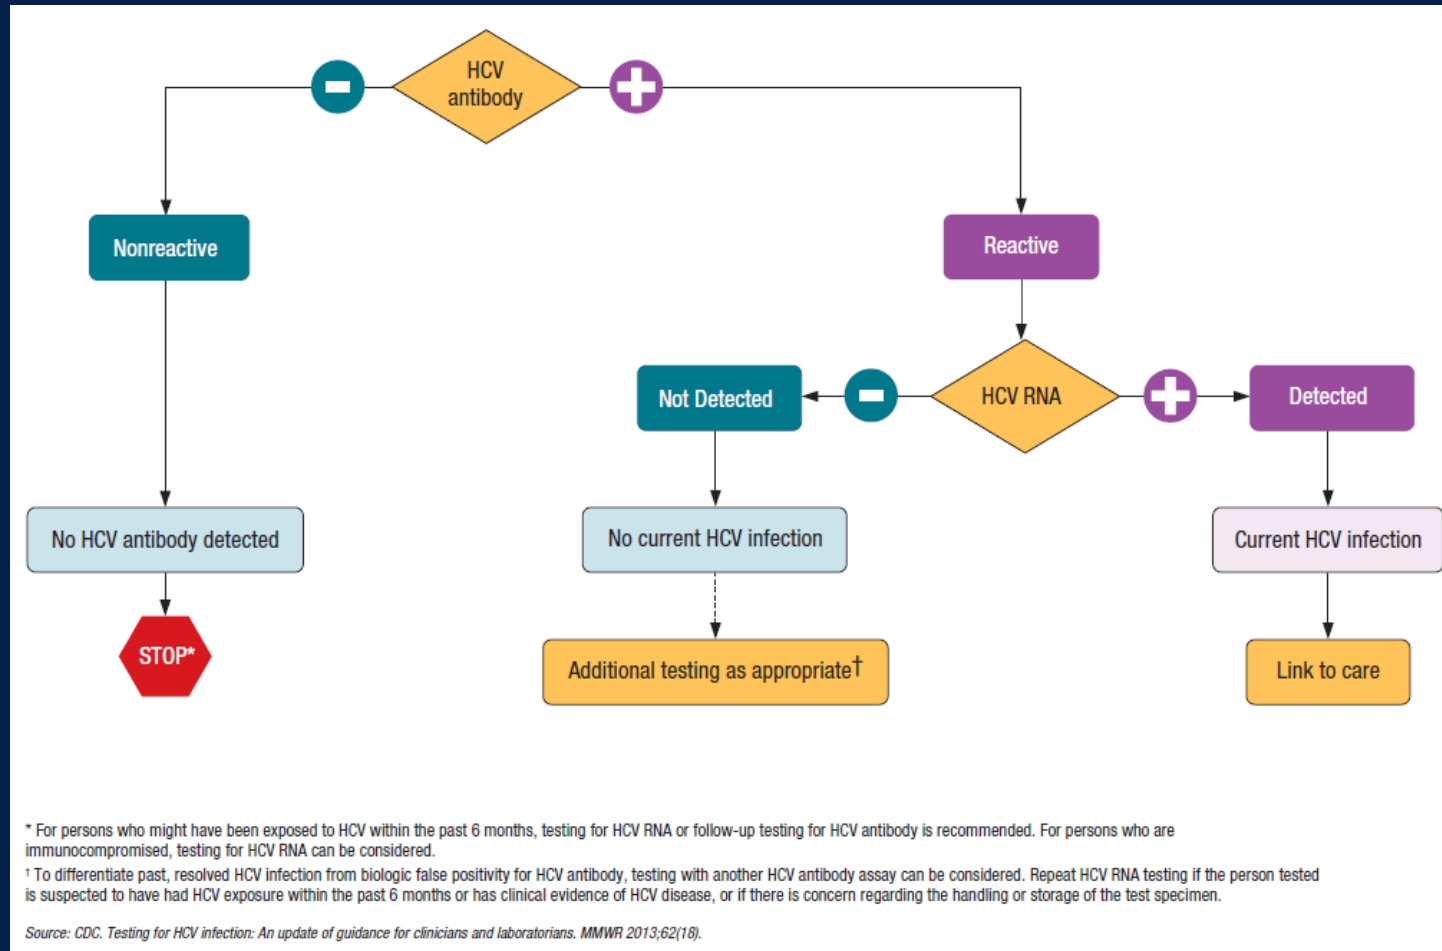 HCV
antibody
Nonreactive
Reactive
Not Detected
HCV RNA
Detected
No HCV antibody detected
No current HCV infection
Current HCV infection
STOP*
Additional testing as appropriate†
Link to care
* For persons who might have been exposed to HCV within the past 6 months, testing for HCV RNA or follow-up testing for HCV antibody is recommended. For persons who are
immunocompromised, testing for HCV RNA can be considered.
† To differentiate past, resolved HCV infection from biologic false positivity for HCV antibody, testing with another HCV antibody assay can be considered. Repeat HCV RNA testing if the person tested
is suspected to have had HCV exposure within the past 6 months or has clinical evidence of HCV disease, or if there is concern regarding the handling or storage of the test specimen.
Source: CDC. Testing for HCV infection: An update of guidance for clinicians and laboratorians. MMWR 2013;62(18).